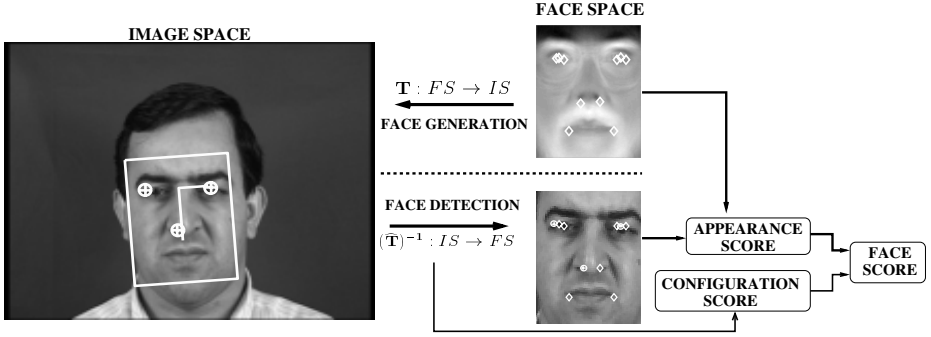 FACE SPACE
IMAGE SPACE
T : FS → IS
FACE GENERATION
FACE DETECTION
(T̂)⁻¹ : IS → FS
APPEARANCE
SCORE
FACE
SCORE
CONFIGURATION
SCORE